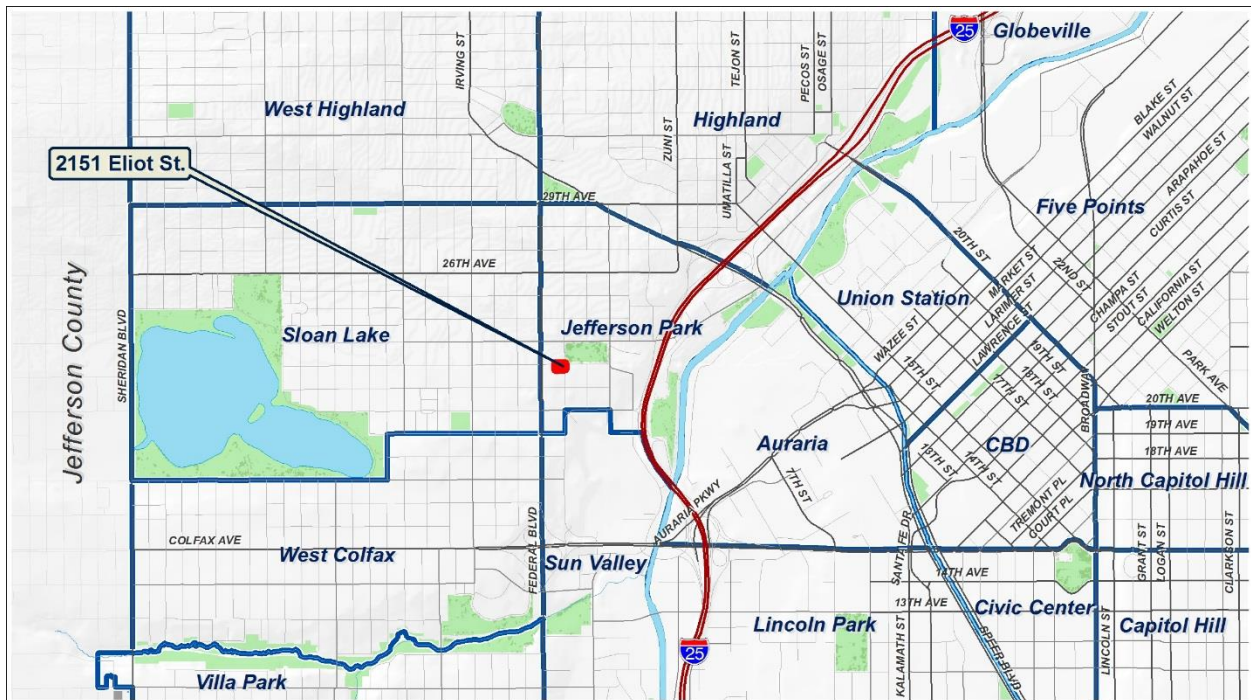 25
Globeville
IRVING ST
TEJON ST
PECOS ST
OSAGE ST
West Highland
Highland
BLAKE ST
WALNUT ST
2151 Eliot St.
ZUNI ST
UMATILLA ST
ARAPAHOE ST
CURTIS ST
29TH AVE
Five Points
20TH ST
22ND ST
26TH AVE
MARKET ST
LARIMER ST
LAWRENCE ST
CHAMPA ST
STOUT ST
CALIFORNIA ST
WELTON ST
Jefferson County
SHERIDAN BLVD
Sloan Lake
Jefferson Park
Union Station
WAZEE ST
15TH ST
17TH ST
18TH ST
19TH ST
PARK AVE
BROADWAY
20TH AVE
19TH AVE
18TH AVE
Auraria
CBD
13TH ST
14TH ST
7TH ST
North Capitol Hill
TREMONT PL
COURT PL
AURARIA PKWY
COLFAX AVE
West Colfax
FEDERAL BLVD
Sun Valley
SANTA FE DR
GRANT ST
LOGAN ST
CLARKSON ST
14TH AVE
13TH AVE
Civic Center
Lincoln Park
Capitol Hill
KALAMATH ST
SPEER BLVD
LINCOLN ST
25
Villa Park